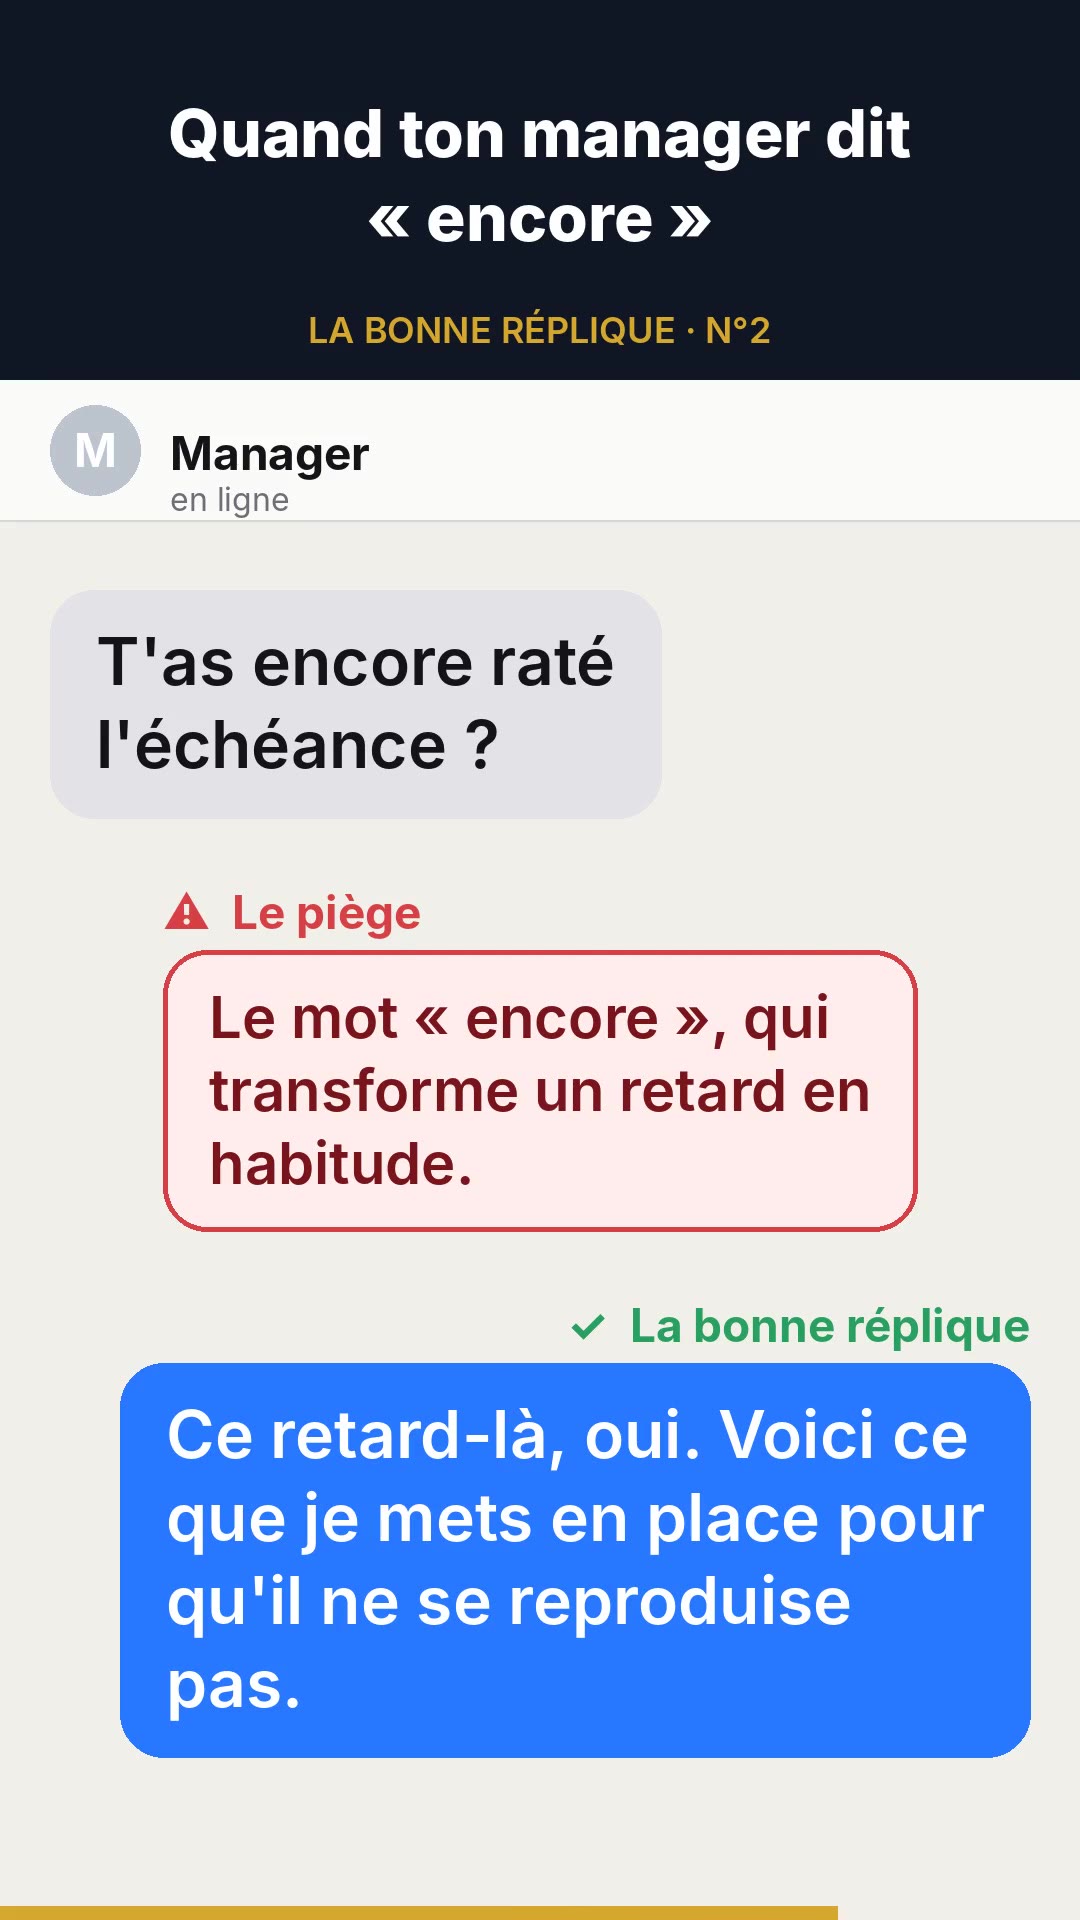 Quand ton manager dit
« encore »
LA BONNE RÉPLIQUE · N°2
M
Manager
en ligne
T'as encore raté
l'échéance ?
Le piège
Le mot « encore », qui
transforme un retard en
habitude.
La bonne réplique
Ce retard-là, oui. Voici ce
que je mets en place pour
qu'il ne se reproduise
pas.